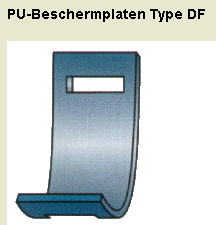 PU-Beschermplaten Type DF